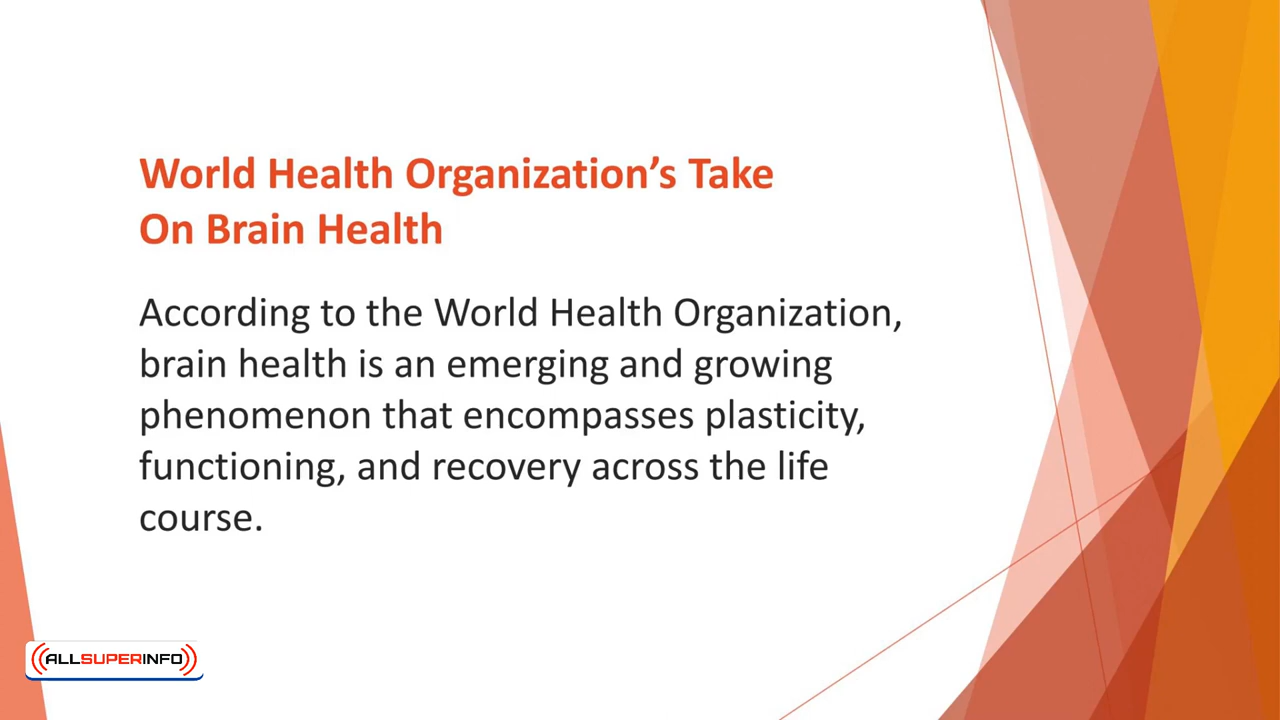 World Health Organization’s Take
On Brain Health
According to the World Health Organization,
brain health is an emerging and growing
phenomenon that encompasses plasticity,
functioning, and recovery across the life
course.
ALLSUPERINFO